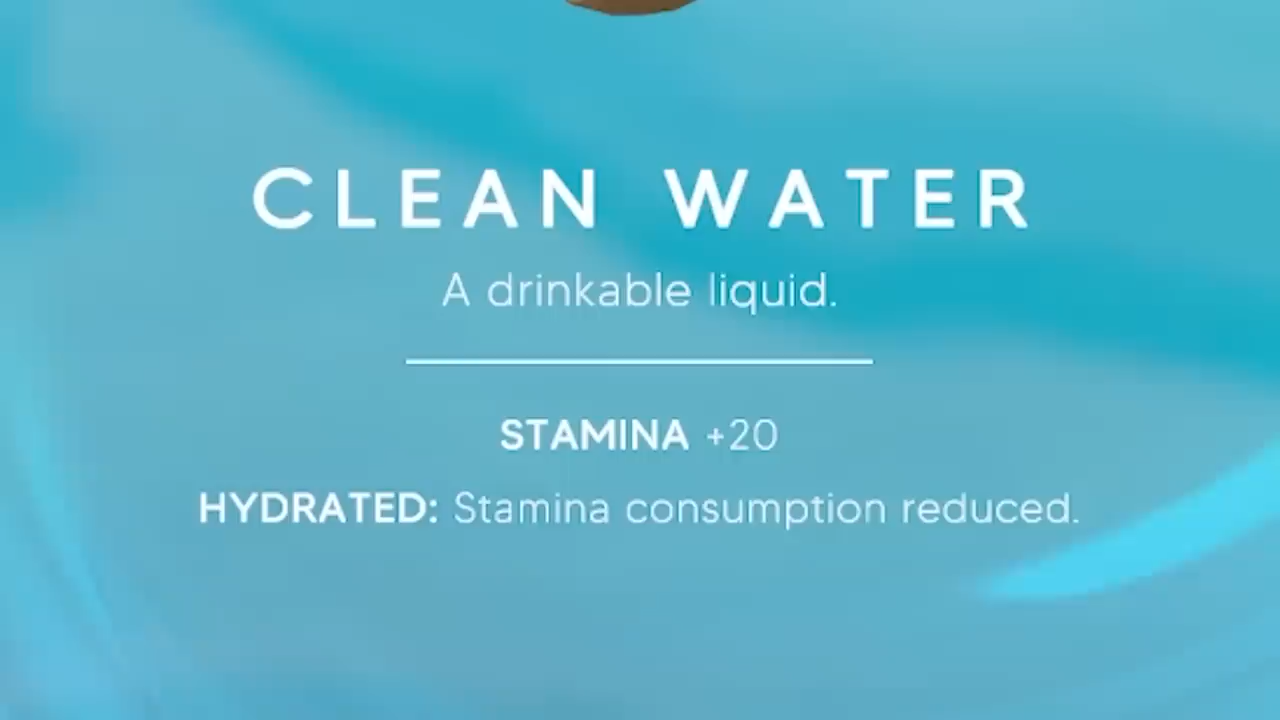 CLEAN WATER
A drinkable liquid.
STAMINA +20
HYDRATED: Stamina consumption reduced.